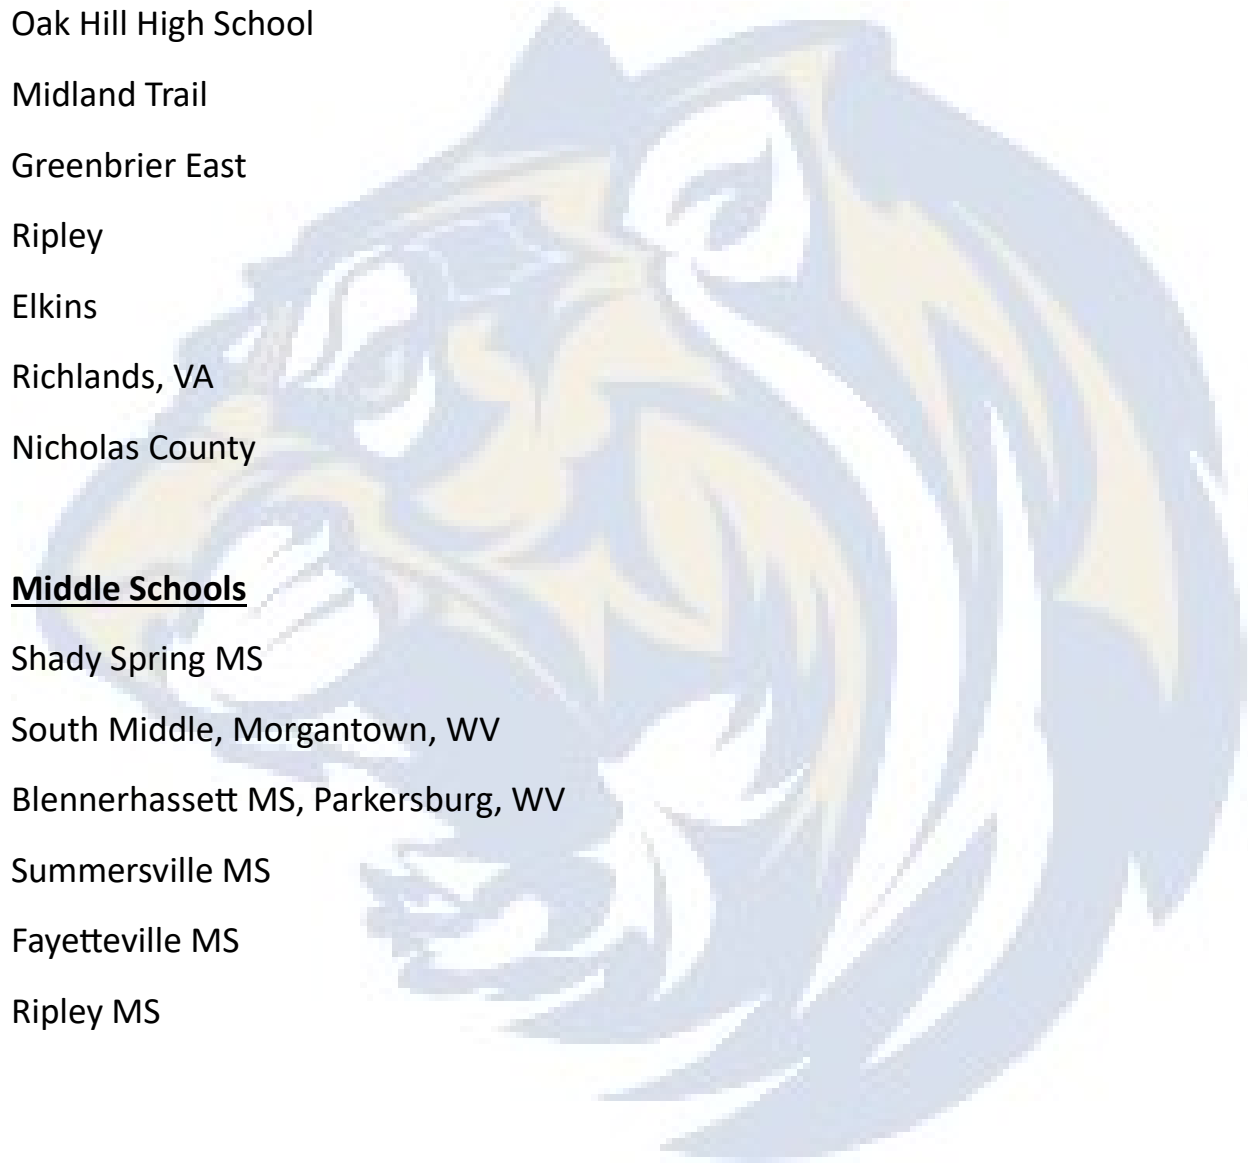 Oak Hill High School
Midland Trail
Greenbrier East
Ripley
Elkins
Richlands, VA
Nicholas County
Middle Schools
Shady Spring MS
South Middle, Morgantown, WV
Blennerhassett MS, Parkersburg, WV
Summersville MS
Fayetteville MS
Ripley MS